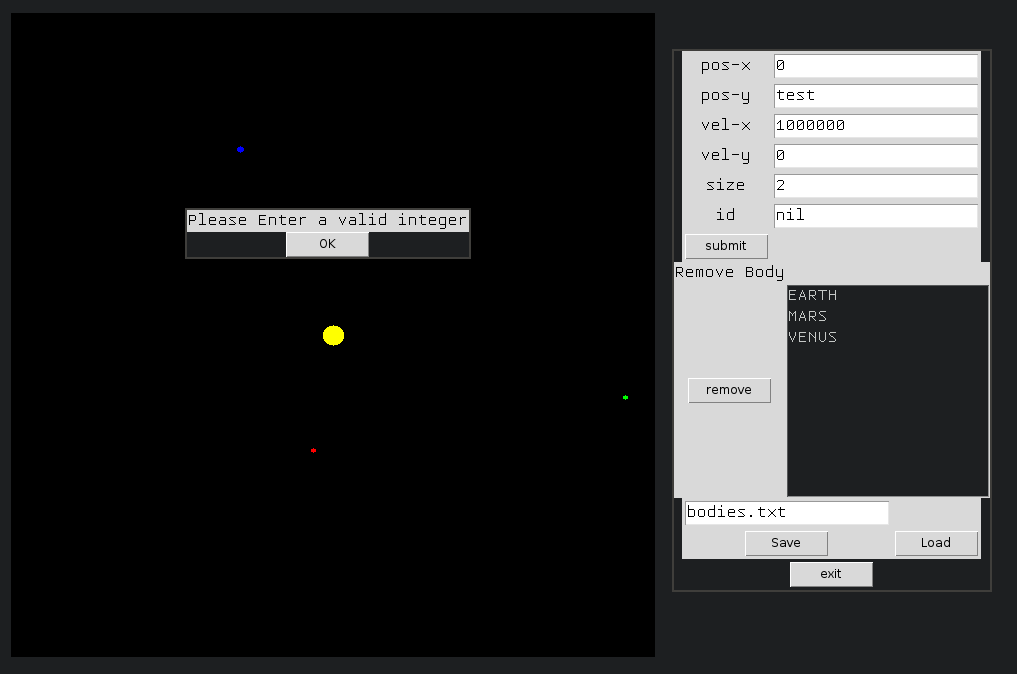 Please Enter a valid integer
OK
pos-x 0
pos-y test
vel-x 1000000
vel-y 0
size 2
id nil
submit
Remove Body
EARTH
MARS
VENUS
remove
bodies.txt
Save Load
exit